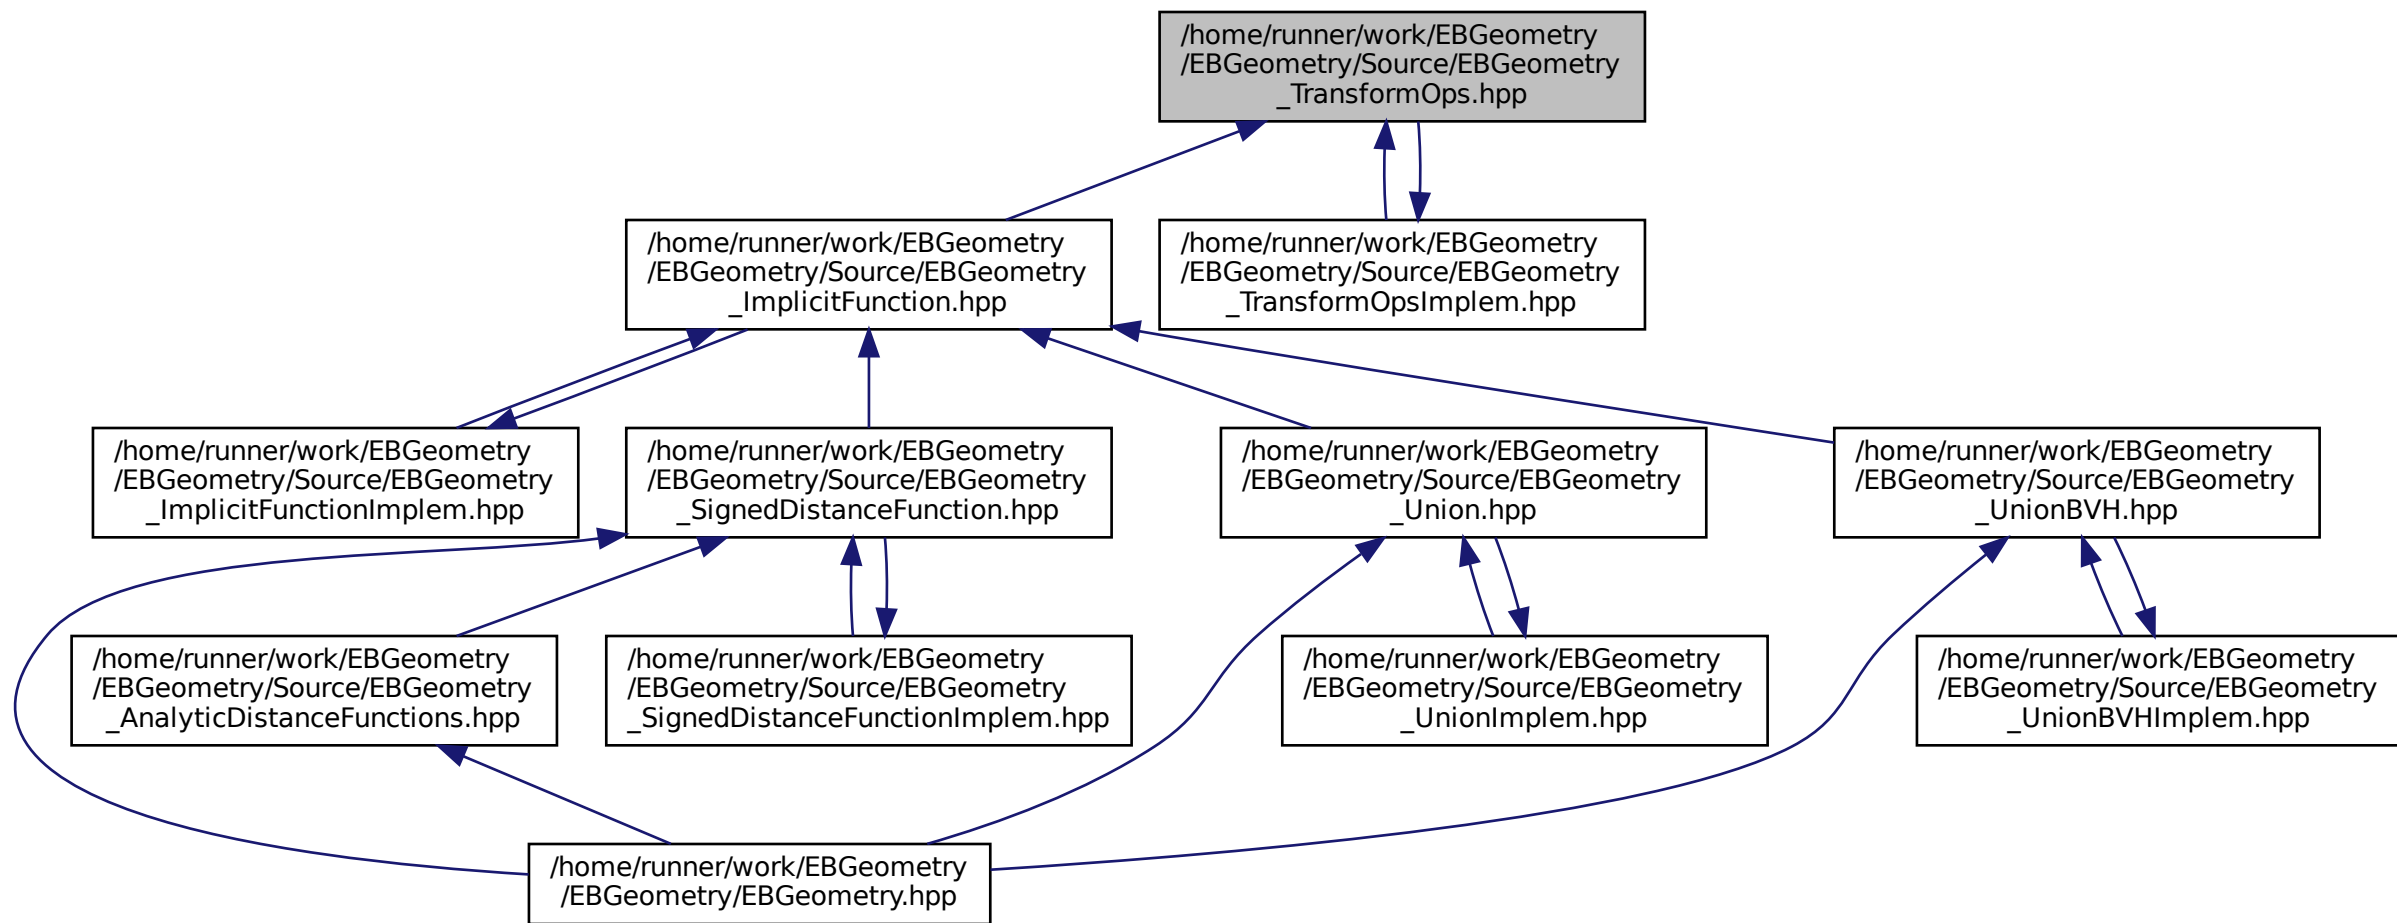 /home/runner/work/EBGeometry
/EBGeometry/Source/EBGeometry
_TransformOps.hpp
/home/runner/work/EBGeometry
/EBGeometry/Source/EBGeometry
_ImplicitFunction.hpp
/home/runner/work/EBGeometry
/EBGeometry/Source/EBGeometry
_TransformOpsImplem.hpp
/home/runner/work/EBGeometry
/EBGeometry/Source/EBGeometry
_ImplicitFunctionImplem.hpp
/home/runner/work/EBGeometry
/EBGeometry/Source/EBGeometry
_SignedDistanceFunction.hpp
/home/runner/work/EBGeometry
/EBGeometry/Source/EBGeometry
_Union.hpp
/home/runner/work/EBGeometry
/EBGeometry/Source/EBGeometry
_UnionBVH.hpp
/home/runner/work/EBGeometry
/EBGeometry/Source/EBGeometry
_AnalyticDistanceFunctions.hpp
/home/runner/work/EBGeometry
/EBGeometry/Source/EBGeometry
_SignedDistanceFunctionImplem.hpp
/home/runner/work/EBGeometry
/EBGeometry/Source/EBGeometry
_UnionImplem.hpp
/home/runner/work/EBGeometry
/EBGeometry/Source/EBGeometry
_UnionBVHImplem.hpp
/home/runner/work/EBGeometry
/EBGeometry/EBGeometry.hpp